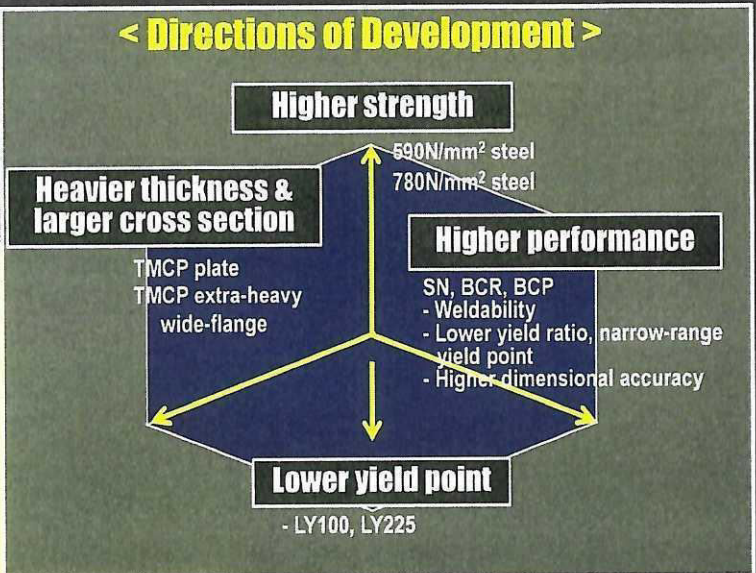 < Directions of Development >
Higher strength
590N/mm² steel
780N/mm² steel
Heavier thickness &
larger cross section
TMCP plate
TMCP extra-heavy
wide-flange
Higher performance
SN, BCR, BCP
- Weldability
- Lower yield ratio, narrow-range
yield point
- Higher dimensional accuracy
Lower yield point
- LY100, LY225